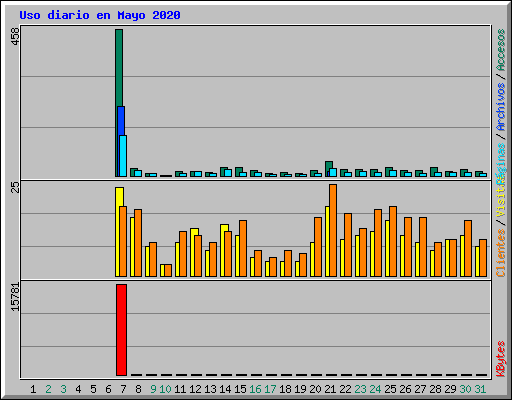 Uso diario en Mayo 2020
458
25
15781
Accesos / Archivos / Páginas
Visitas / Clientes
KBytes
1 2 3 4 5 6 7 8 9 10 11 12 13 14 15 16 17 18 19 20 21 22 23 24 25 26 27 28 29 30 31